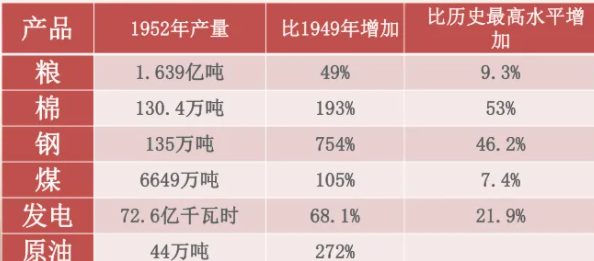 产品 1952年产量 比1949年增加 比历史最高水平增
加
粮 1.639亿吨 49% 9.3%
棉 130.4万吨 193% 53%
钢 135万吨 754% 46.2%
煤 6649万吨 105% 7.4%
发电 72.6亿千瓦时 68.1% 21.9%
原油 44万吨 272%